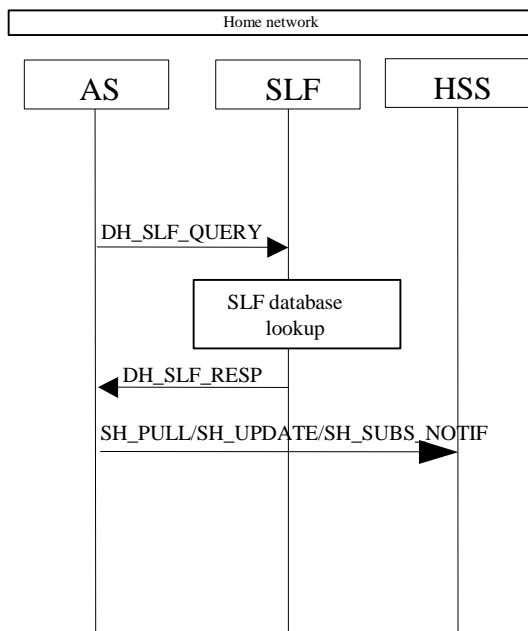 Home network
AS
SLF
HSS
DH_SLF_QUERY
SLF database
lookup
DH_SLF_RESP
SH_PULL/SH_UPDATE/SH_SUBS_NOTIF